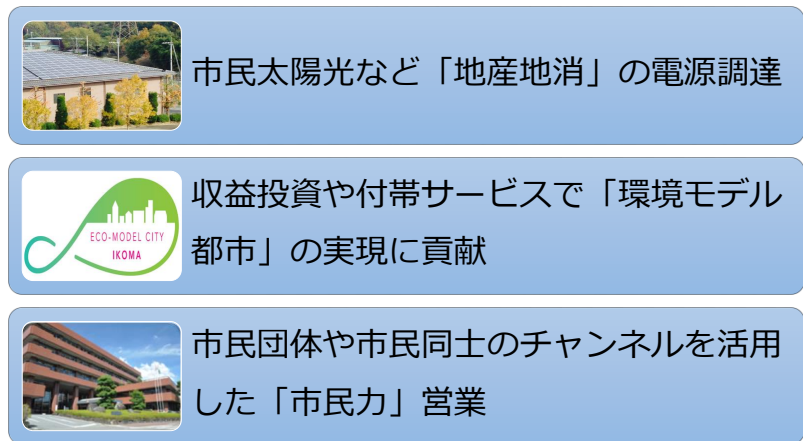 市民太陽光など「地産地消」の電源調達
収益投資や付帯サービスで「環境モデル
都市」の実現に貢献
ECO-MODEL CITY
IKOMA
市民団体や市民同士のチャンネルを活用
した「市民力」営業